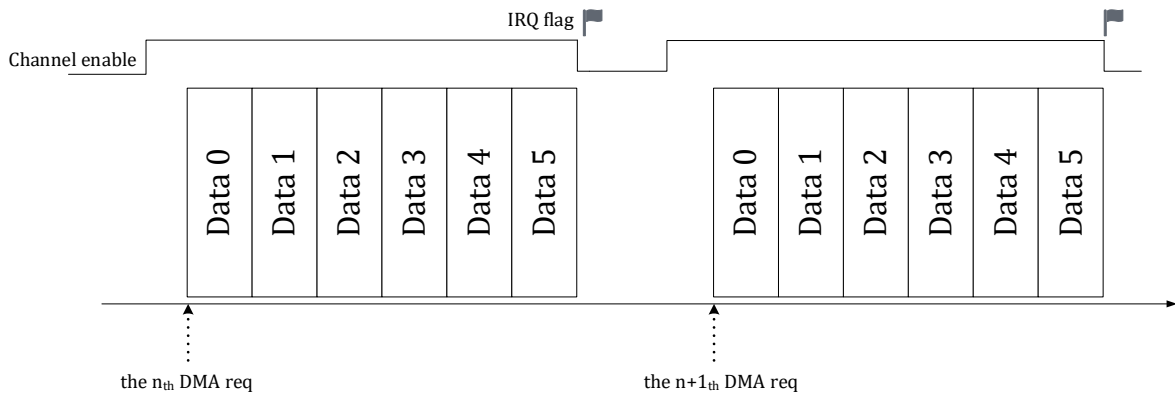 IRQ flag
Channel enable
Data 0
Data 1
Data 2
Data 3
Data 4
Data 5
Data 0
Data 1
Data 2
Data 3
Data 4
Data 5
the nth DMA req
the n+1th DMA req